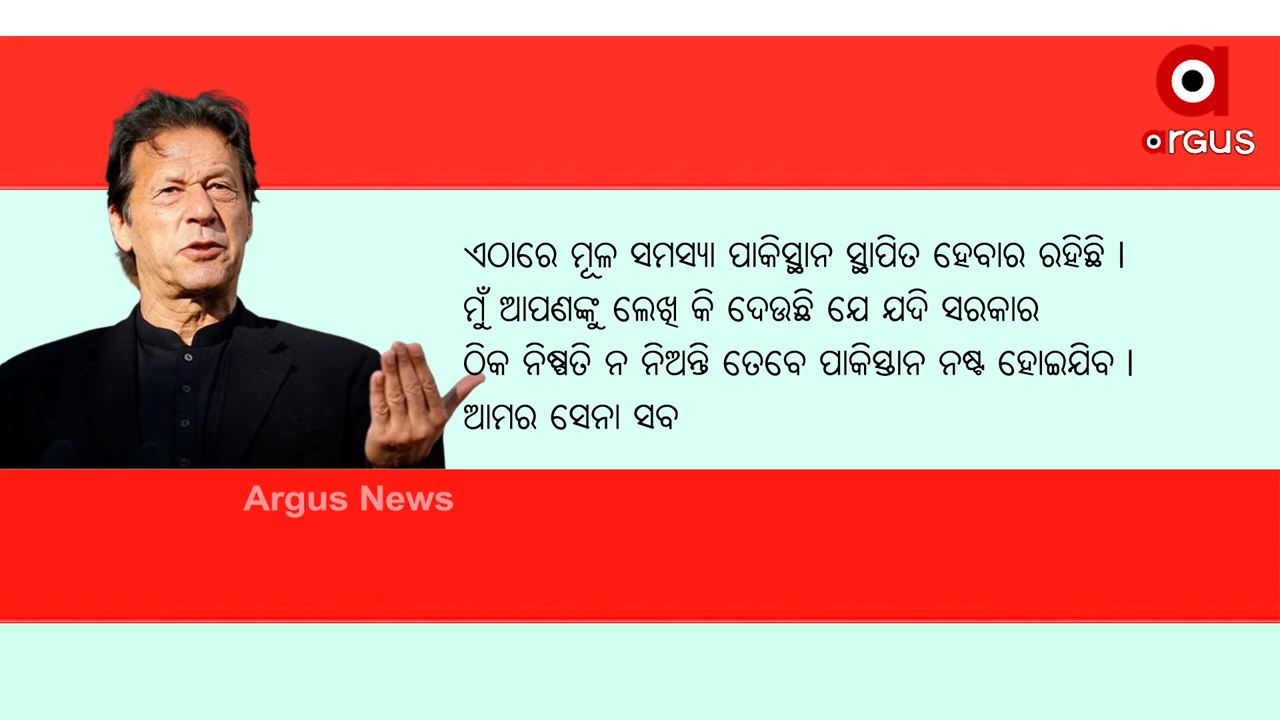 argus
ଏଠାରେ ମୂଳ ସମସ୍ୟା ପାକିସ୍ଥାନ ସ୍ଥାପିତ ହେବାର ରହିଛି |
ମୁଁ ଆପଣଙ୍କୁ ଲେଖି କି ଦେଉଛି ଯେ ଯଦି ସରକାର
ଠିକ ନିଷ୍ପତି ନ ନିଅନ୍ତି ତେବେ ପାକିସ୍ତାନ ନଷ୍ଟ ହୋଇଯିବ |
ଆମର ସେନା ସବ
Argus News